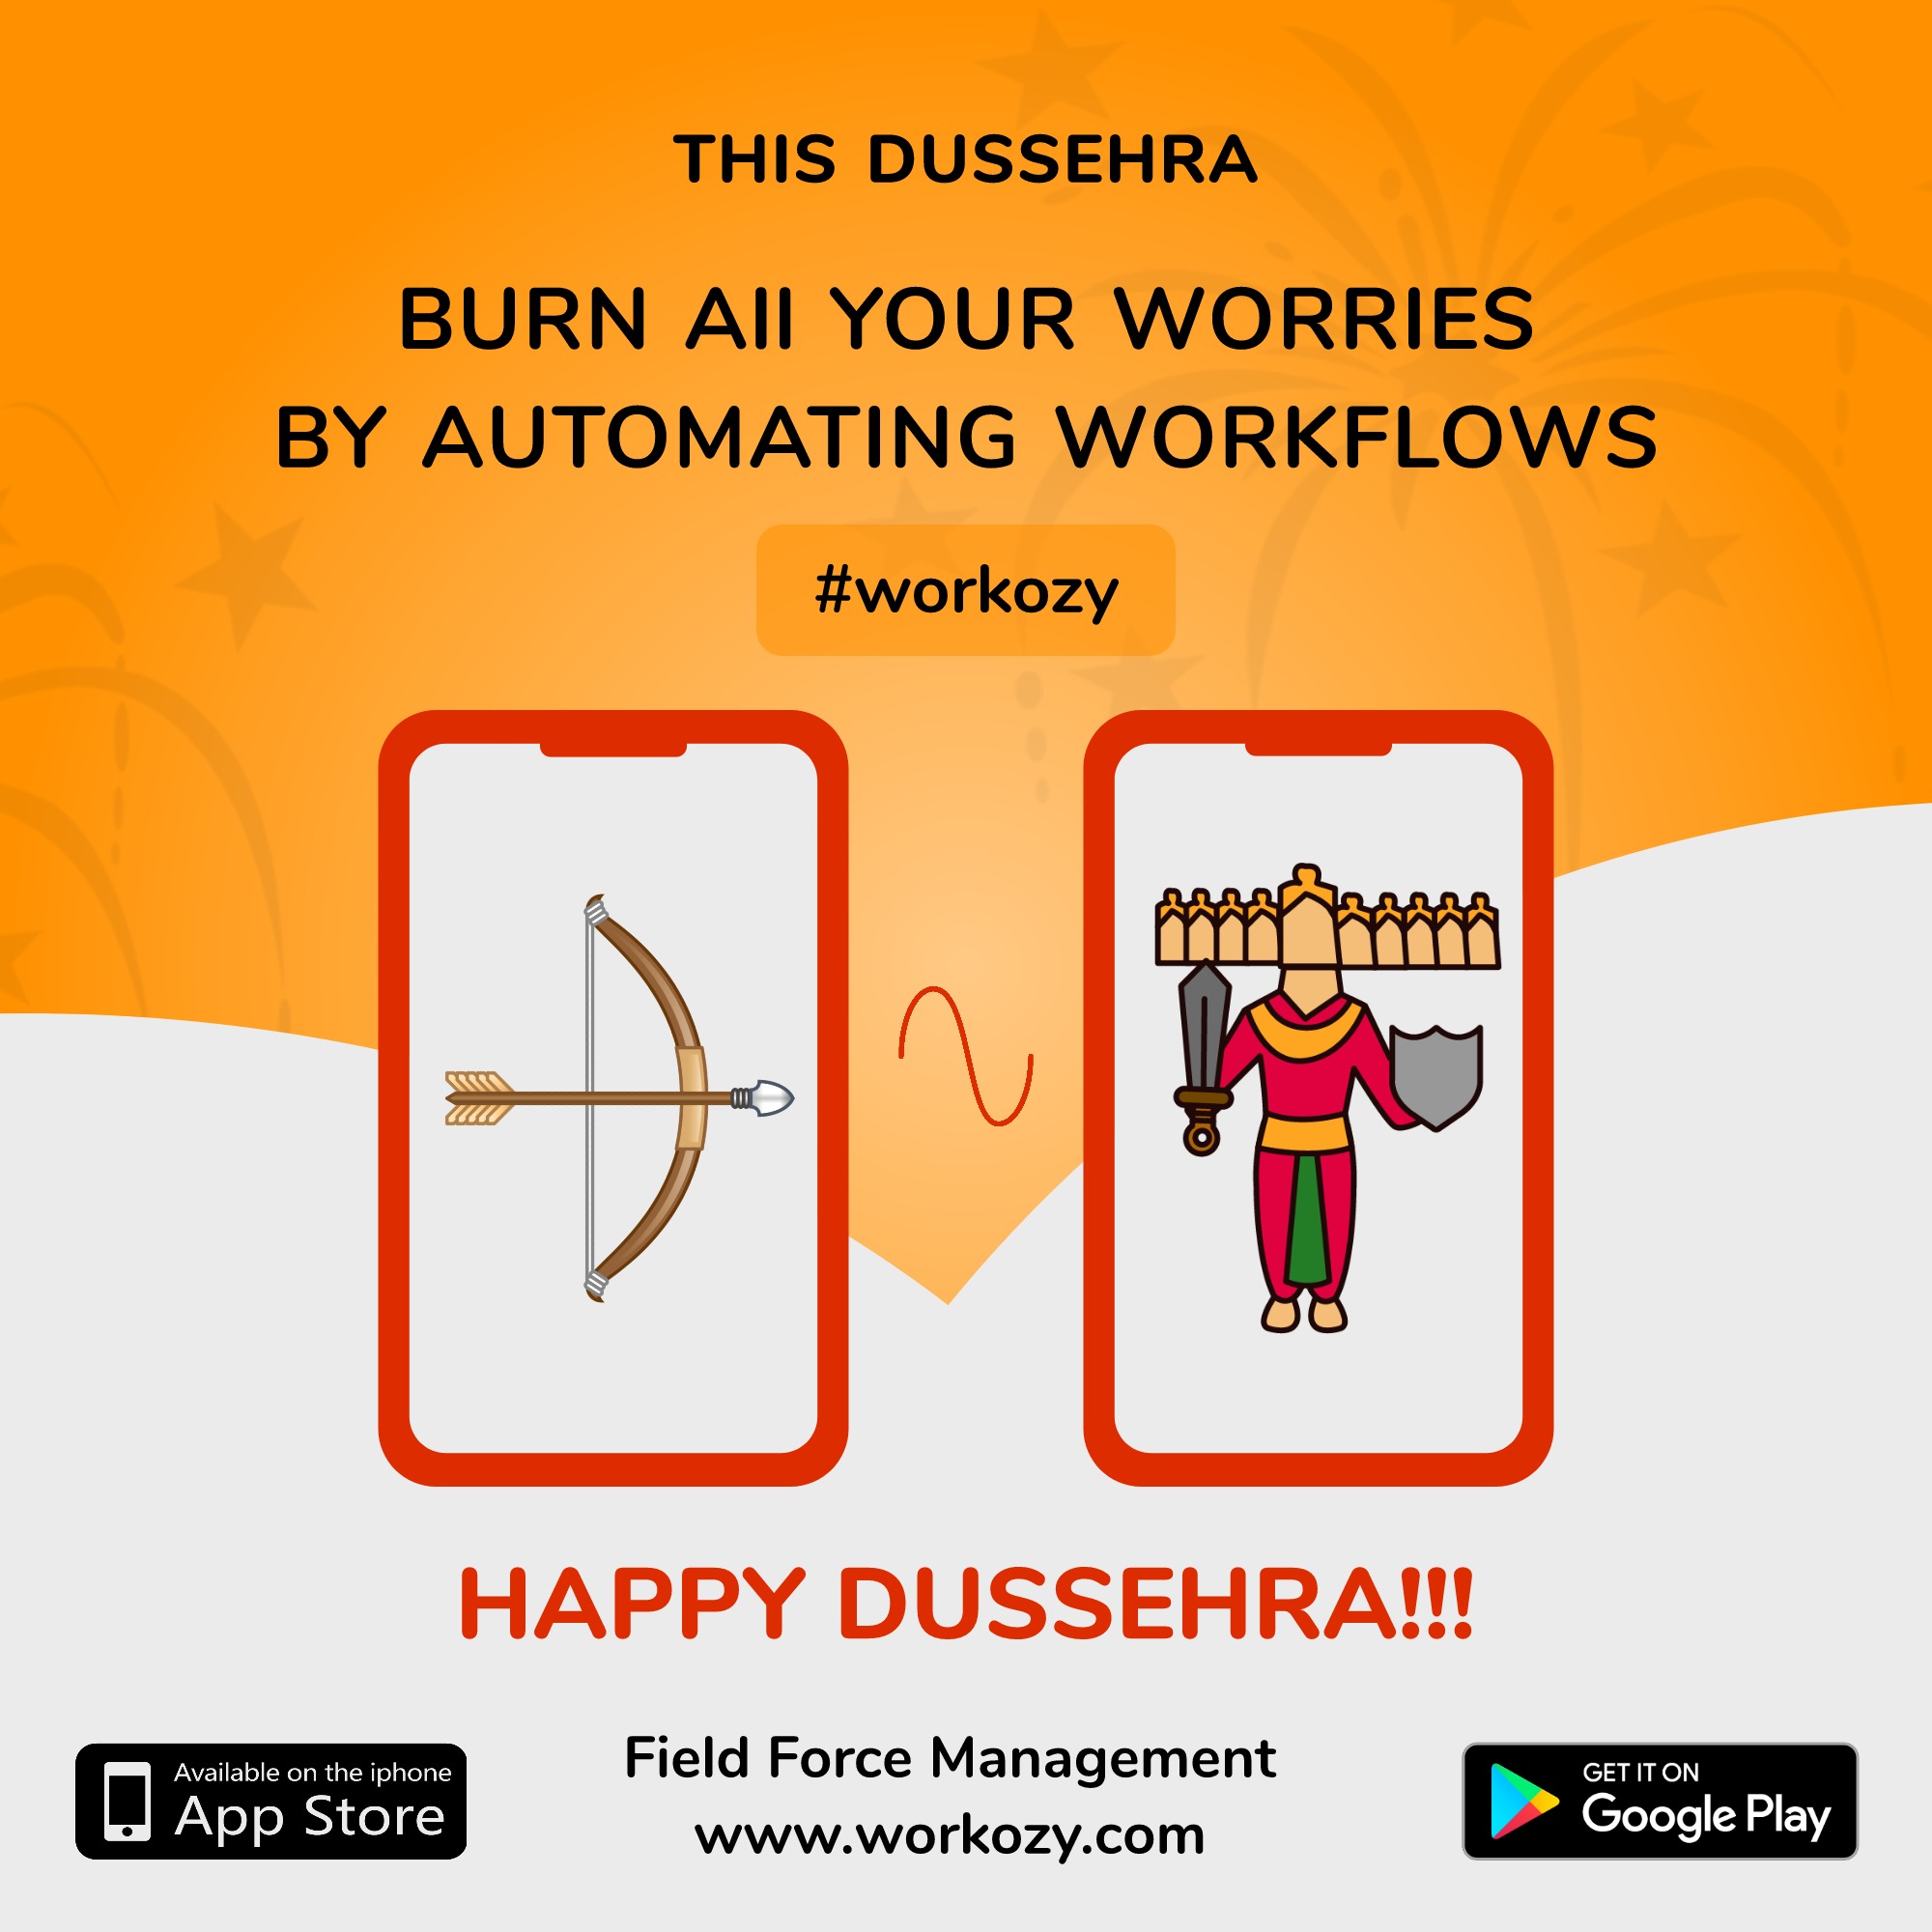 THIS DUSSEHRA
BURN All YOUR WORRIES
BY AUTOMATING WORKFLOWS
#workozy
HAPPY DUSSEHRA!!!
Available on the iphone
App Store
Field Force Management
www.workozy.com
GET IT ON
Google Play